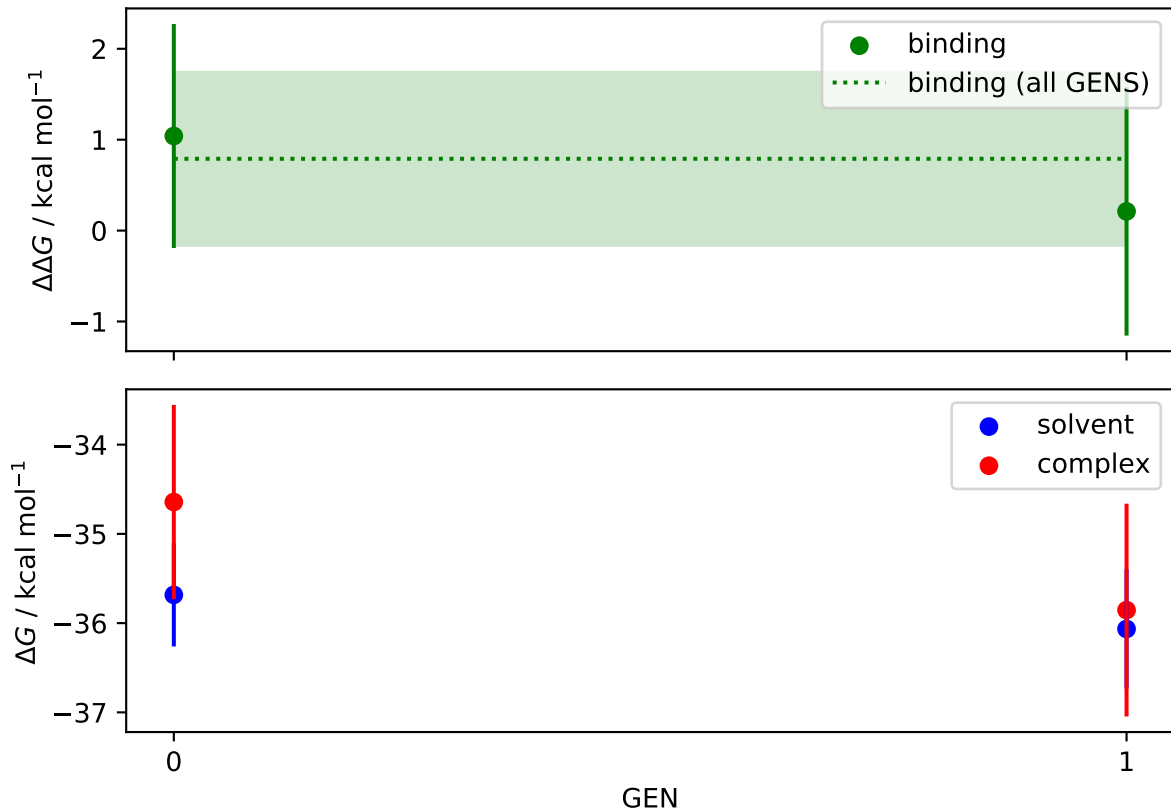 2
1
0
−1
ΔΔG / kcal mol⁻¹
binding
binding (all GENS)
−34
−35
−36
−37
ΔG / kcal mol⁻¹
solvent
complex
0
1
GEN